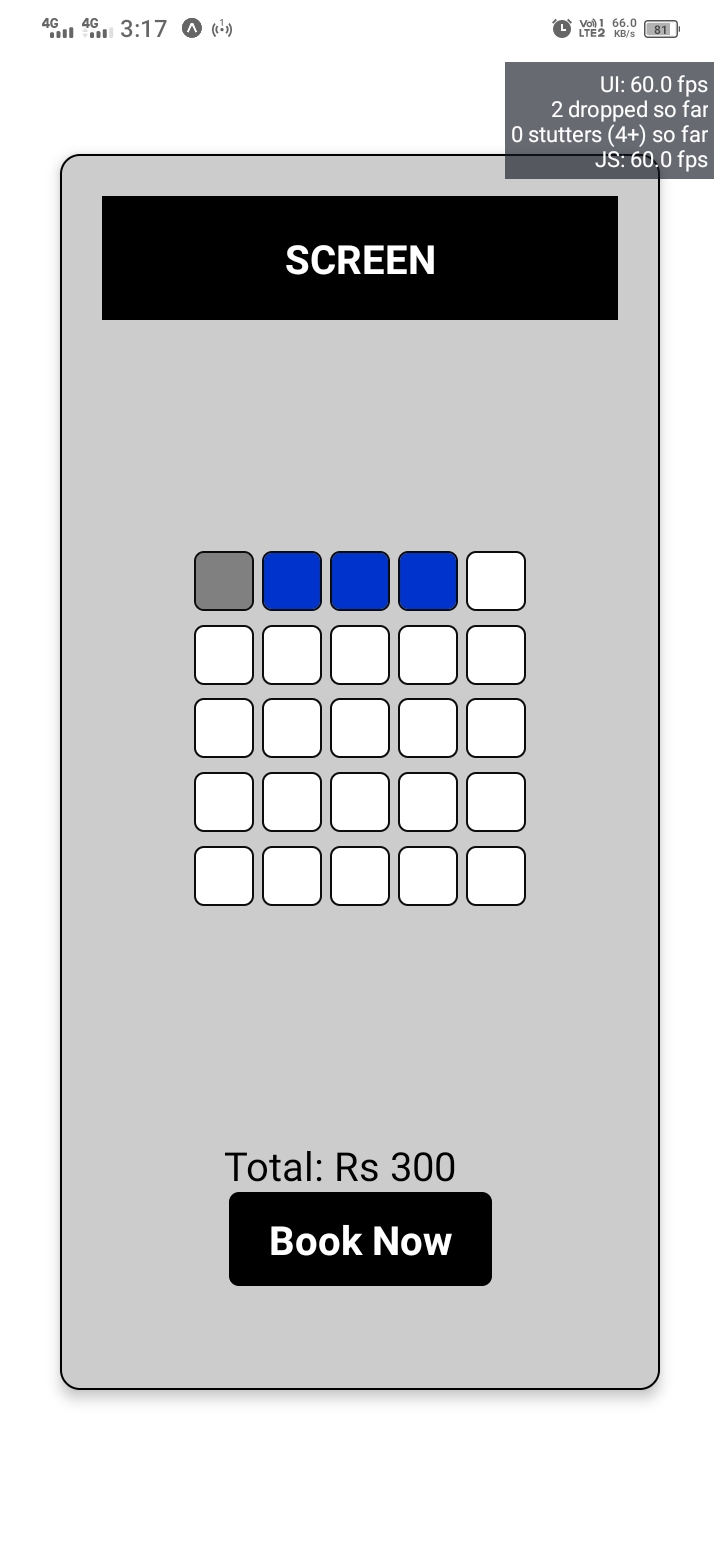 4G 4G 3:17 1 Vo)) 1 LTE2 66.0 KB/s 81
UI: 60.0 fps
2 dropped so far
0 stutters (4+) so far
JS: 60.0 fps
SCREEN
Total: Rs 300
Book Now